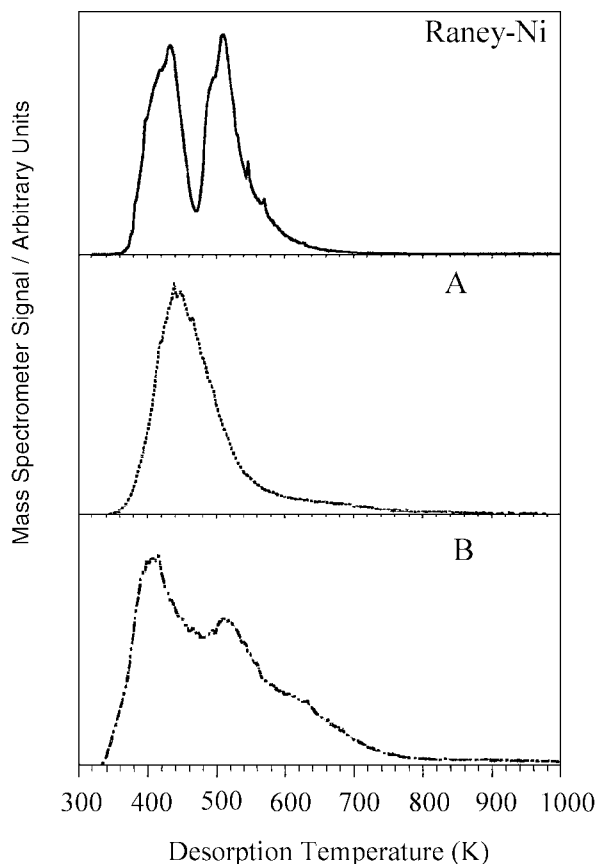 Raney-Ni
A
B
Mass Spectrometer Signal / Arbitrary Units
300 400 500 600 700 800 900 1000
Desorption Temperature (K)